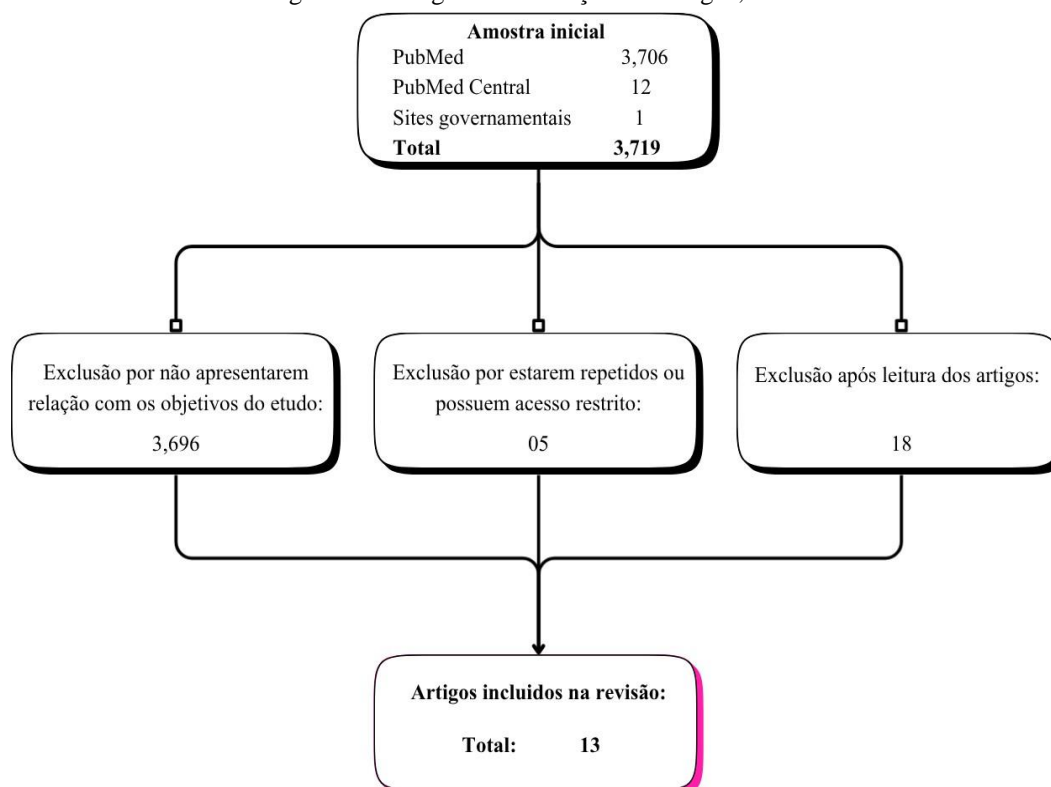 Amostra inicial
PubMed 3,706
PubMed Central 12
Sites governamentais 1
Total 3,719
Exclusão por não apresentarem
relação com os objetivos do etudo:
3,696
Exclusão por estarem repetidos ou
possuem acesso restrito:
05
Exclusão após leitura dos artigos:
18
Artigos incluidos na revisão:
Total: 13